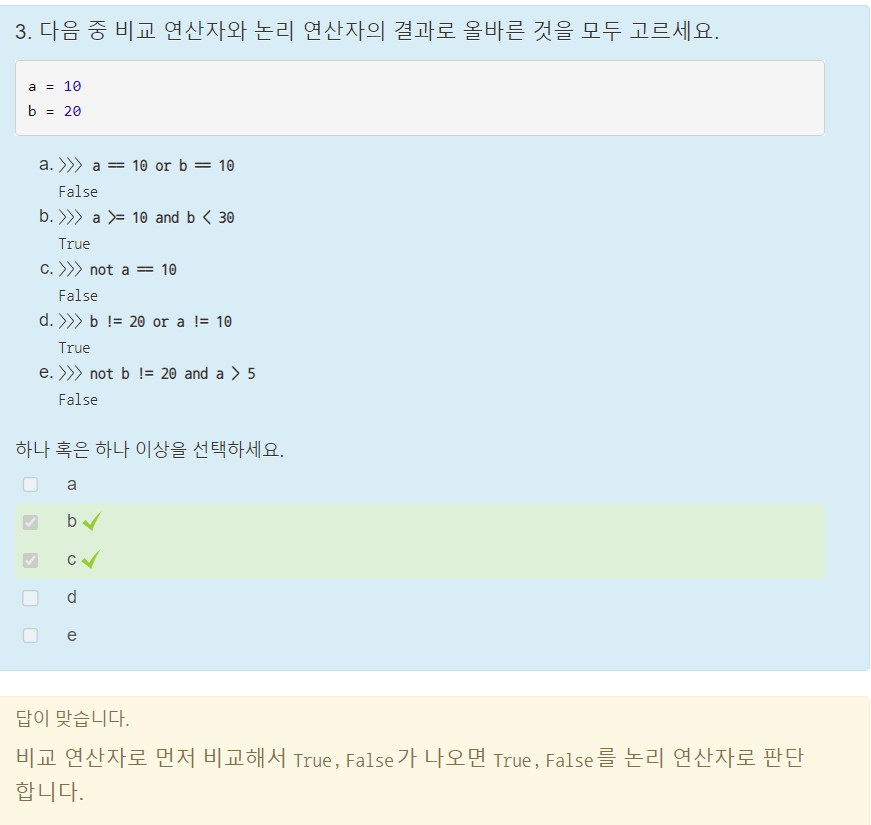 3. 다음 중 비교 연산자와 논리 연산자의 결과로 올바른 것을 모두 고르세요.
a = 10
b = 20
a. >>> a == 10 or b == 10
False
b. >>> a >= 10 and b < 30
True
c. >>> not a == 10
False
d. >>> b != 20 or a != 10
True
e. >>> not b != 20 and a > 5
False
하나 혹은 하나 이상을 선택하세요.
a
b
c
d
e
답이 맞습니다.
비교 연산자로 먼저 비교해서 True, False가 나오면 True, False를 논리 연산자로 판단
합니다.